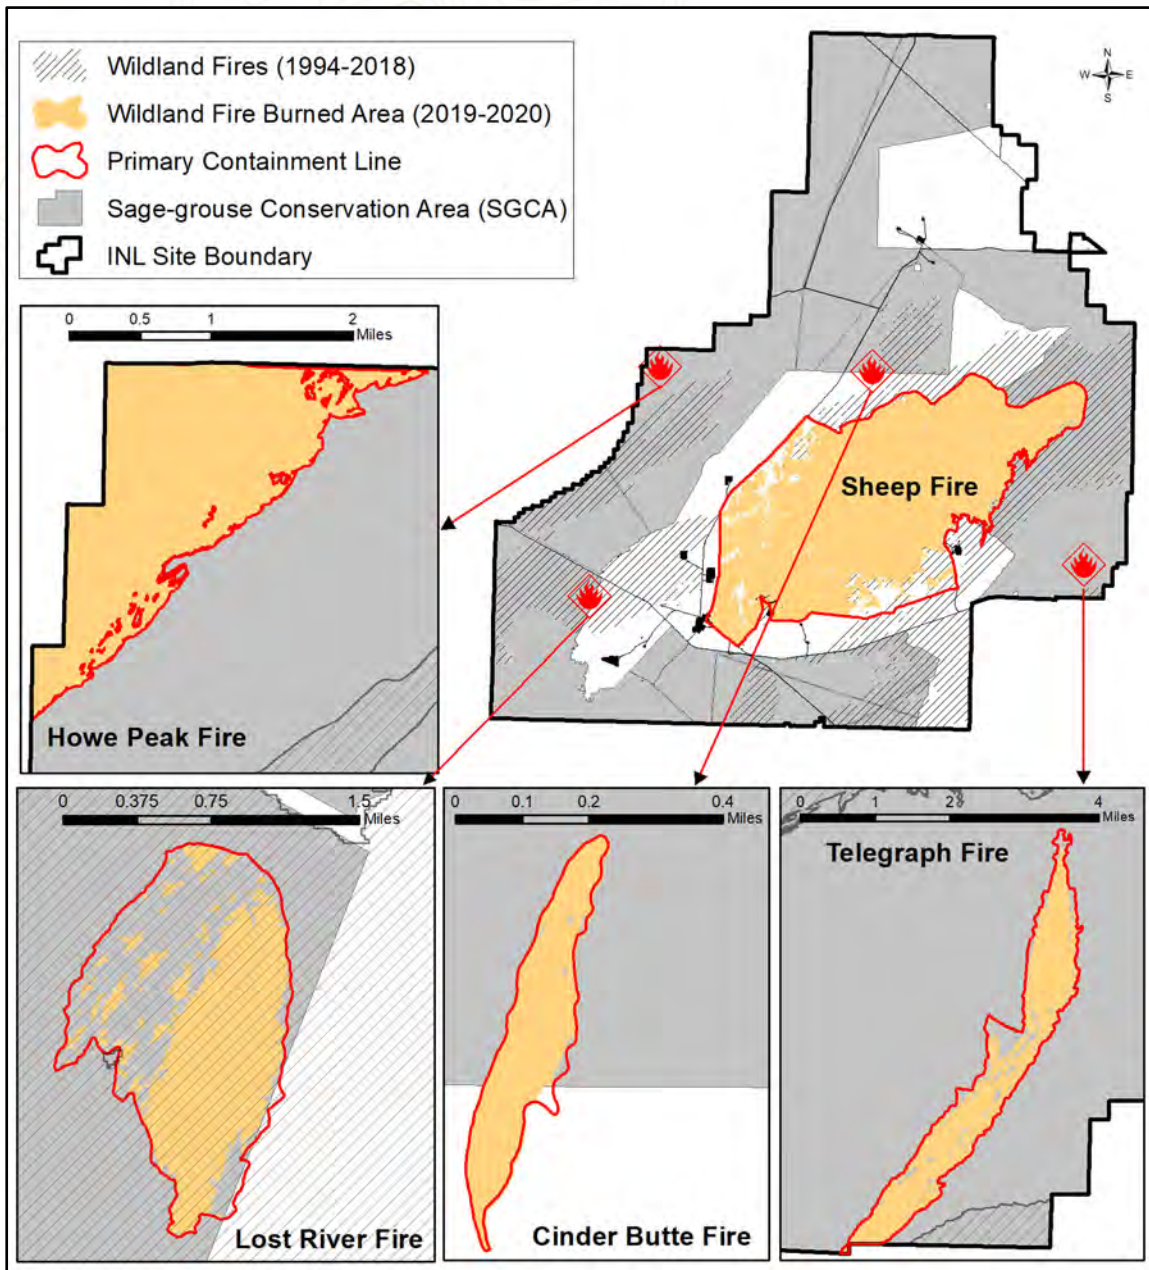 Wildland Fires (1994-2018)
Wildland Fire Burned Area (2019-2020)
Primary Containment Line
Sage-grouse Conservation Area (SGCA)
INL Site Boundary
N
W E
S
0 0.5 1 2
Miles
Howe Peak Fire
Sheep Fire
0 0.375 0.75 1.5
Miles
Lost River Fire
0 0.1 0.2 0.4
Miles
Cinder Butte Fire
0 1 2 4
Miles
Telegraph Fire